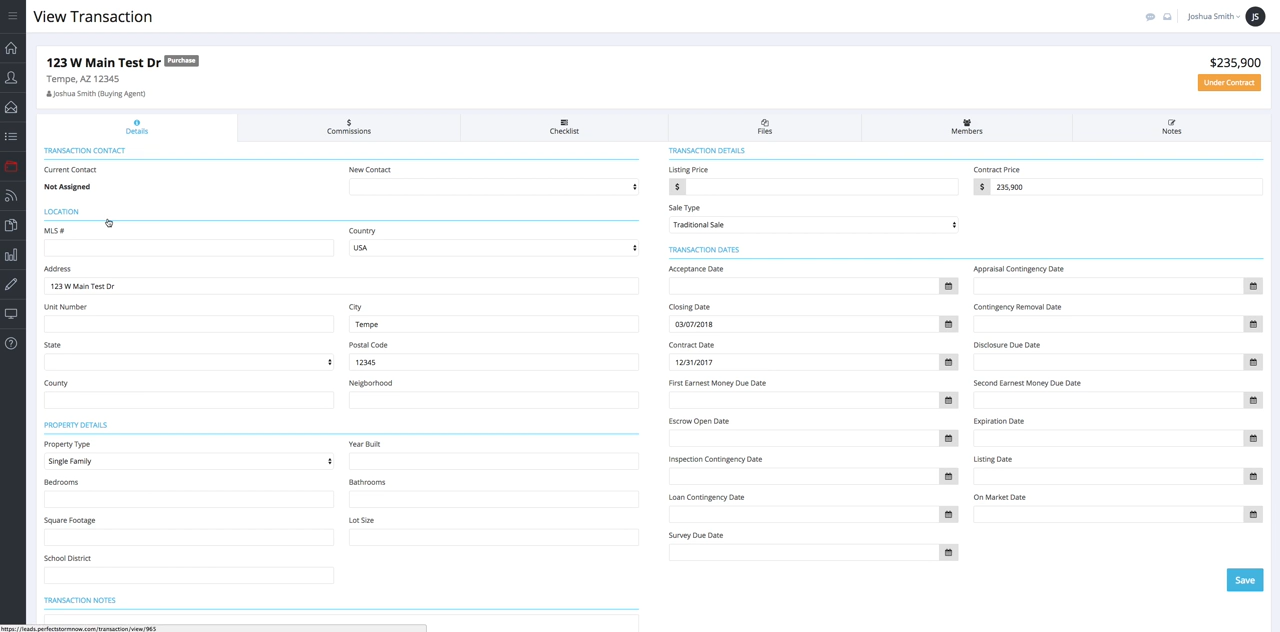 View Transaction
Joshua Smith
JS
123 W Main Test Dr Purchase
Tempe, AZ 12345
Joshua Smith (Buying Agent)
$235,900
Under Contract
Details
Commissions
Checklist
Files
Members
Notes
TRANSACTION CONTACT
Current Contact
New Contact
Not Assigned
LOCATION
MLS #
Country
USA
Address
123 W Main Test Dr
Unit Number
City
Tempe
State
Postal Code
12345
County
Neigborhood
PROPERTY DETAILS
Property Type
Year Built
Single Family
Bedrooms
Bathrooms
Square Footage
Lot Size
School District
TRANSACTION NOTES
TRANSACTION DETAILS
Listing Price
Contract Price
$
$ 235,900
Sale Type
Traditional Sale
TRANSACTION DATES
Acceptance Date
Appraisal Contingency Date
Closing Date
Contingency Removal Date
03/07/2018
Contract Date
Disclosure Due Date
12/31/2017
First Earnest Money Due Date
Second Earnest Money Due Date
Escrow Open Date
Expiration Date
Inspection Contingency Date
Listing Date
Loan Contingency Date
On Market Date
Survey Due Date
Save
https://leads.perfectstormnow.com/transaction/view/965